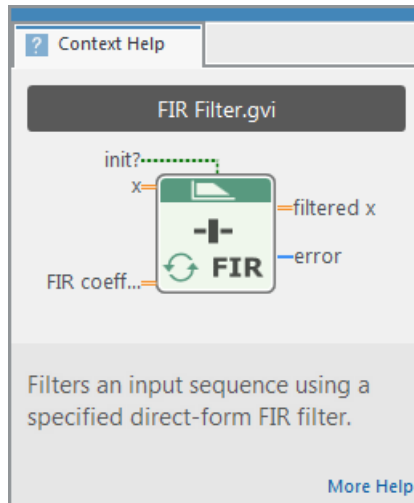 ? Context Help
FIR Filter.gvi
init?
x
filtered x
FIR
error
FIR coeff...
Filters an input sequence using a
specified direct-form FIR filter.
More Help